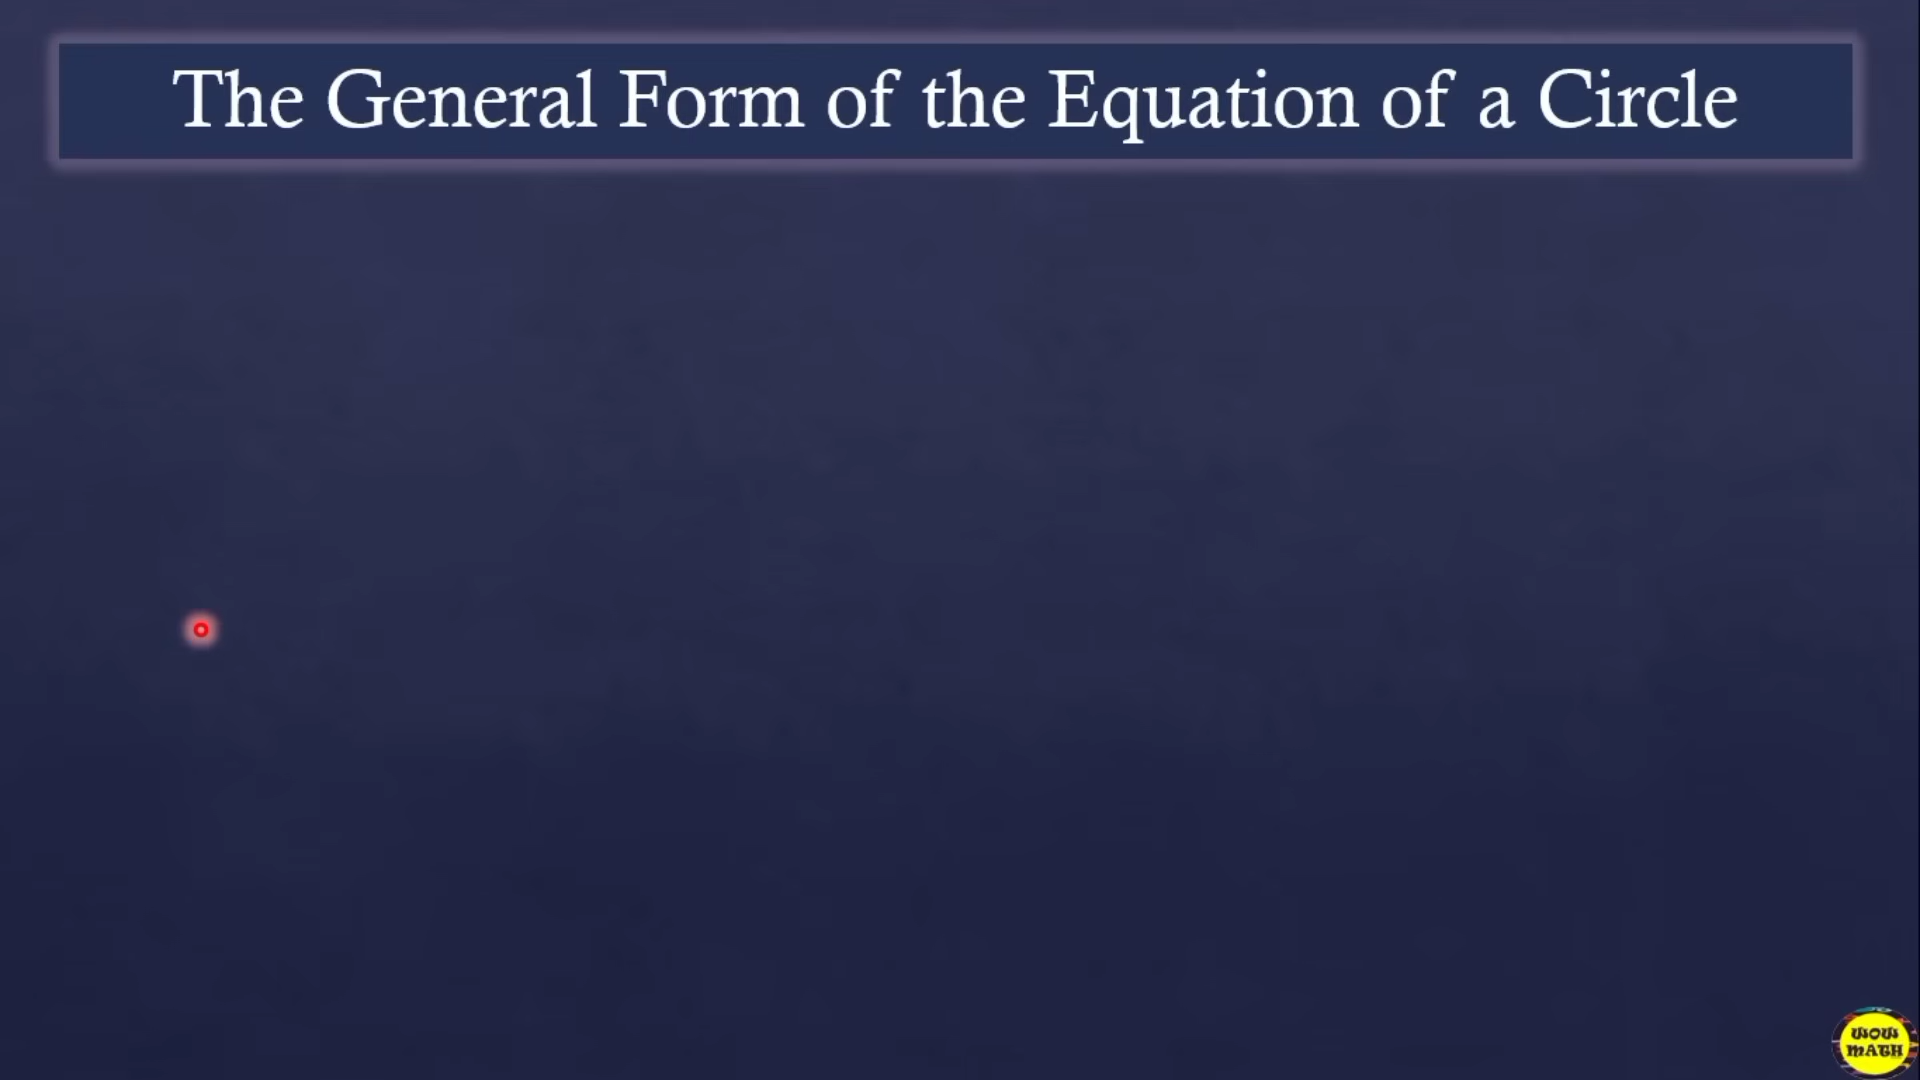 The General Form of the Equation of a Circle
WOW
MATH